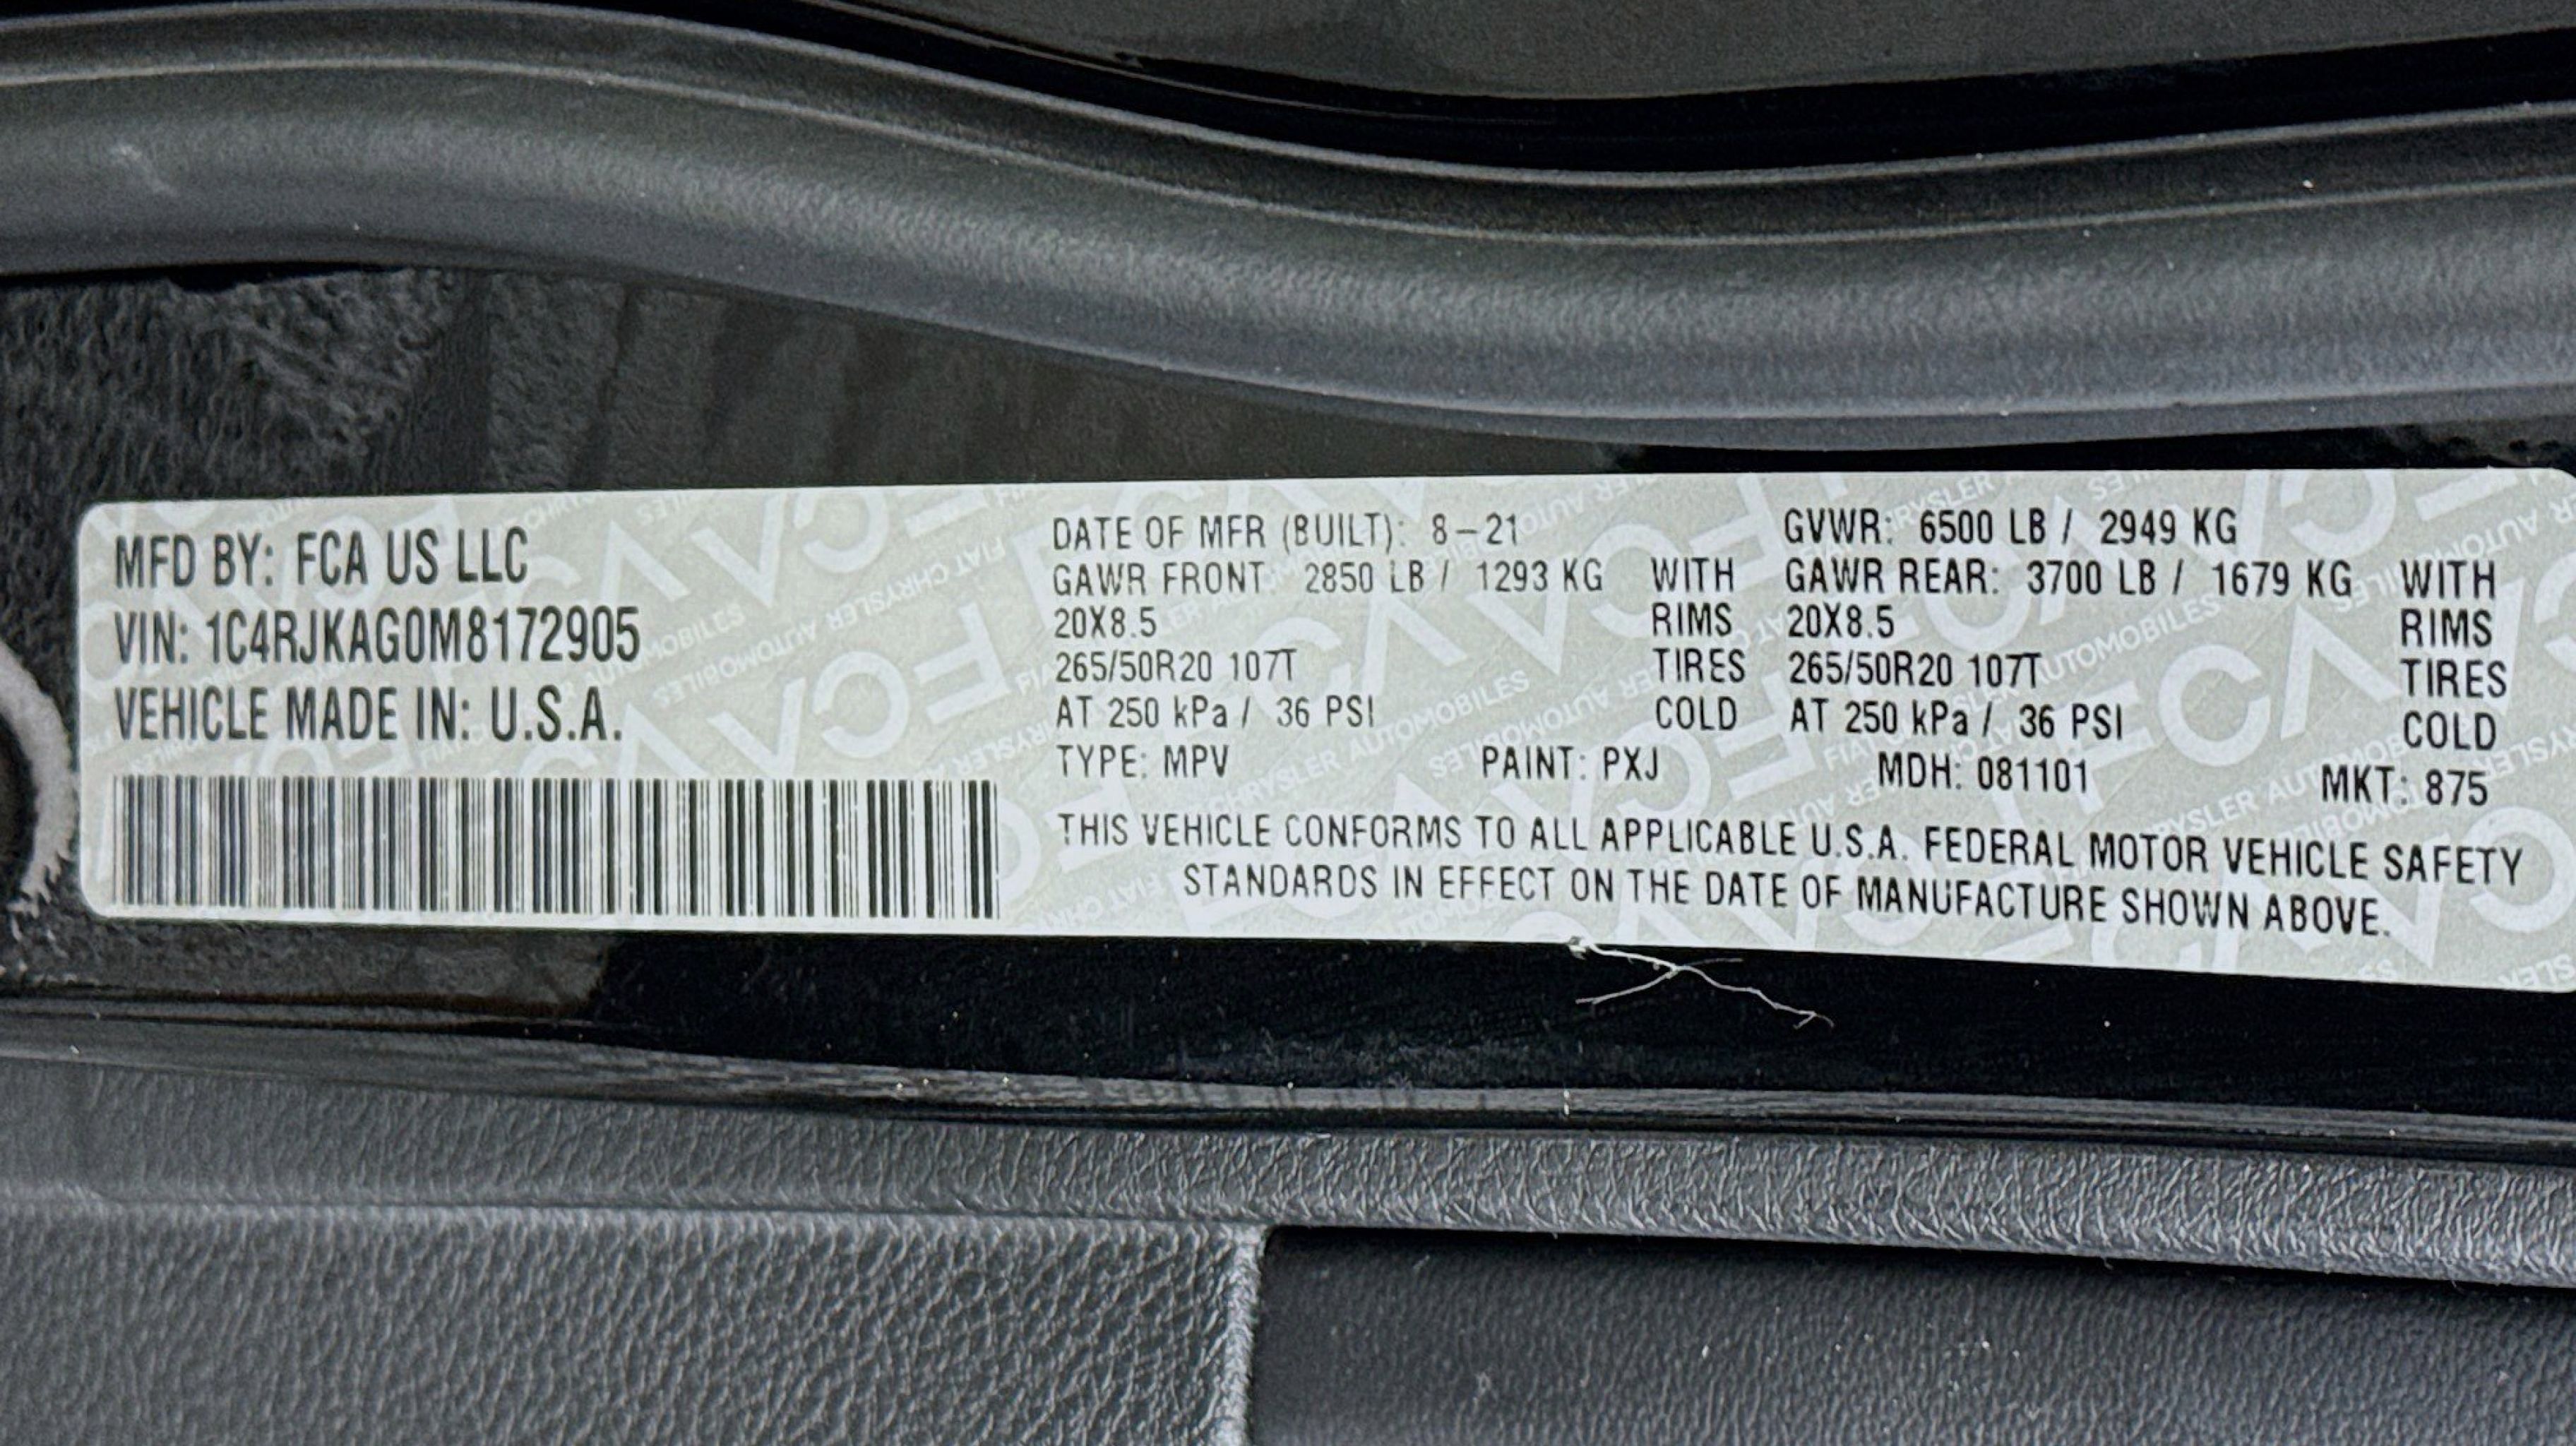 MFD BY: FCA US LLC
VIN: 1C4RJKAG0M8172905
VEHICLE MADE IN: U.S.A.
DATE OF MFR (BUILT): 8-21 GVWR: 6500 LB / 2949 KG
GAWR FRONT: 2850 LB / 1293 KG WITH GAWR REAR: 3700 LB / 1679 KG WITH
20X8.5 RIMS 20X8.5 RIMS
265/50R20 107T TIRES 265/50R20 107T TIRES
AT 250 kPa / 36 PSI COLD AT 250 kPa / 36 PSI COLD
TYPE: MPV PAINT: PXJ MDH: 081101 MKT: 875
THIS VEHICLE CONFORMS TO ALL APPLICABLE U.S.A. FEDERAL MOTOR VEHICLE SAFETY
STANDARDS IN EFFECT ON THE DATE OF MANUFACTURE SHOWN ABOVE.